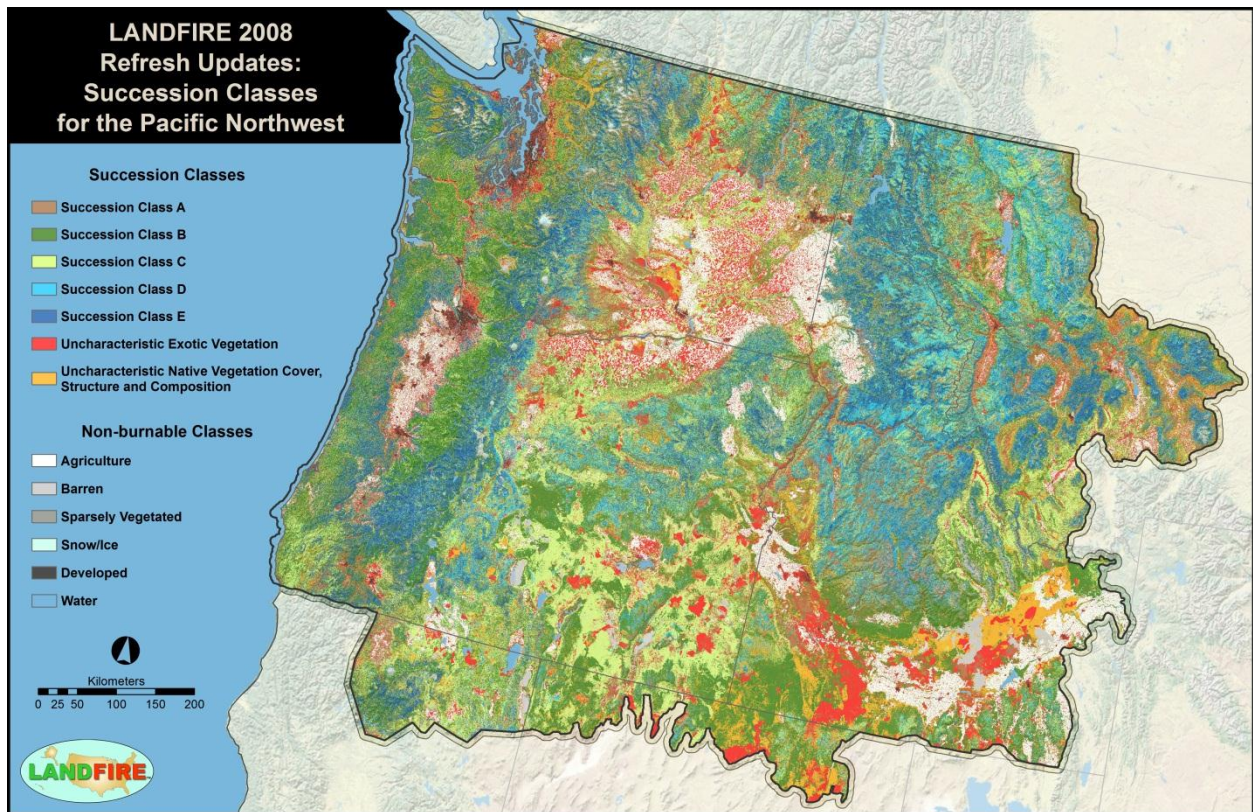 LANDFIRE 2008
Refresh Updates:
Succession Classes
for the Pacific Northwest
Succession Classes
Succession Class A
Succession Class B
Succession Class C
Succession Class D
Succession Class E
Uncharacteristic Exotic Vegetation
Uncharacteristic Native Vegetation Cover,
Structure and Composition
Non-burnable Classes
Agriculture
Barren
Sparsely Vegetated
Snow/Ice
Developed
Water
Kilometers
0 25 50 100 150 200
LANDFIRE